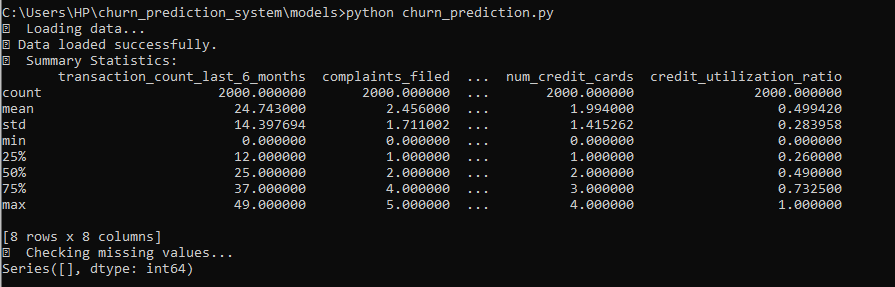 C:\Users\HP\churn_prediction_system\models>python churn_prediction.py
Loading data...
Data loaded successfully.
Summary Statistics:
transaction_count_last_6_months complaints_filed ... num_credit_cards credit_utilization_ratio
count 2000.000000 2000.000000 ... 2000.000000 2000.000000
mean 24.743000 2.456000 ... 1.994000 0.499420
std 14.397694 1.711002 ... 1.415262 0.283958
min 0.000000 0.000000 ... 0.000000 0.000000
25% 12.000000 1.000000 ... 1.000000 0.260000
50% 25.000000 2.000000 ... 2.000000 0.490000
75% 37.000000 4.000000 ... 3.000000 0.732500
max 49.000000 5.000000 ... 4.000000 1.000000
[8 rows x 8 columns]
Checking missing values...
Series([], dtype: int64)